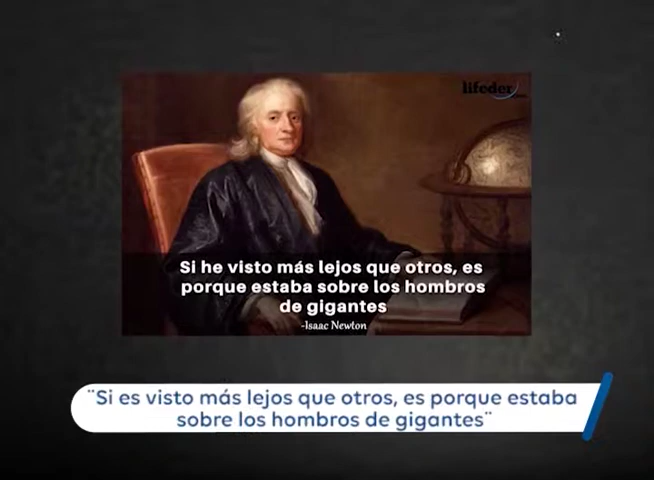 lifeder
Si he visto más lejos que otros, es
porque estaba sobre los hombros
de gigantes
-Isaac Newton
¨Si es visto más lejos que otros, es porque estaba
sobre los hombros de gigantes¨